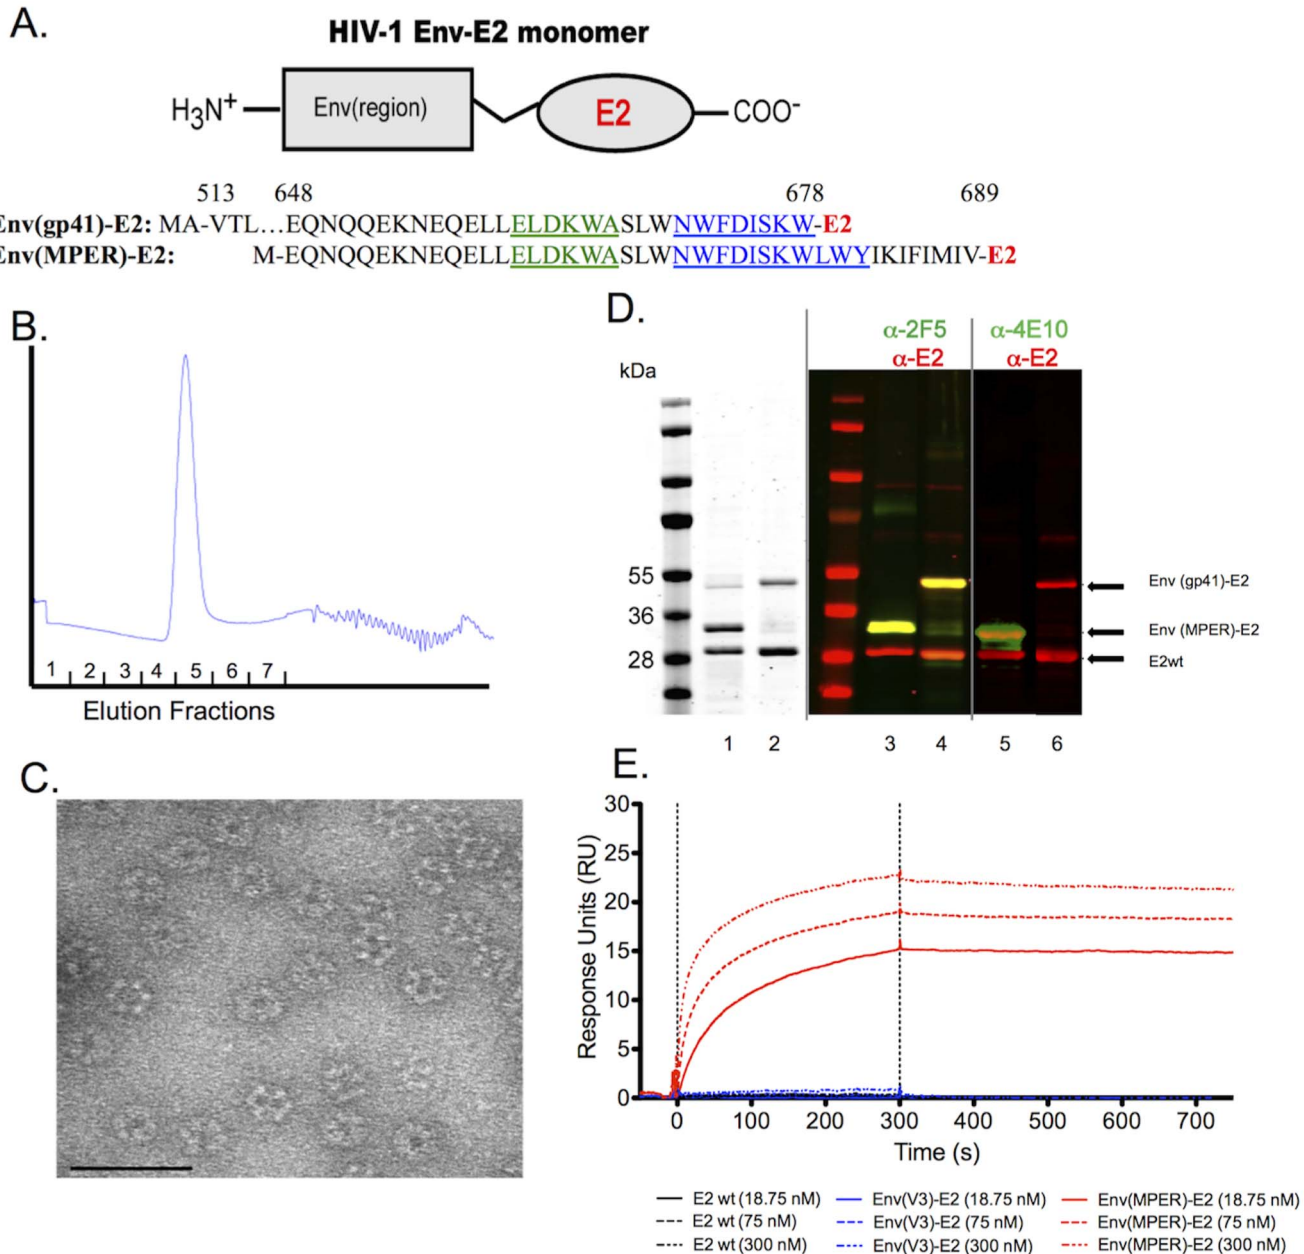 A.
HIV-1 Env-E2 monomer
H3N+
Env(region)
E2
COO-
513 648 678 689
Env(gp41)-E2: MA-VTL...EQNQQEKNEQELLELDKWASLWNWFDISKW-E2
Env(MPER)-E2: M-EQNQQEKNEQELLELDKWASLWNWFDISKWLWYIKIFIMIV-E2
B.
1 2 3 4 5 6 7
Elution Fractions
C.
D.
α-2F5 α-4E10
α-E2 α-E2
kDa
55
36
28
Env (gp41)-E2
Env (MPER)-E2
E2wt
1 2 3 4 5 6
E.
Response Units (RU)
30
25
20
15
10
5
0
0 100 200 300 400 500 600 700
Time (s)
E2 wt (18.75 nM) Env(V3)-E2 (18.75 nM) Env(MPER)-E2 (18.75 nM)
E2 wt (75 nM) Env(V3)-E2 (75 nM) Env(MPER)-E2 (75 nM)
E2 wt (300 nM) Env(V3)-E2 (300 nM) Env(MPER)-E2 (300 nM)